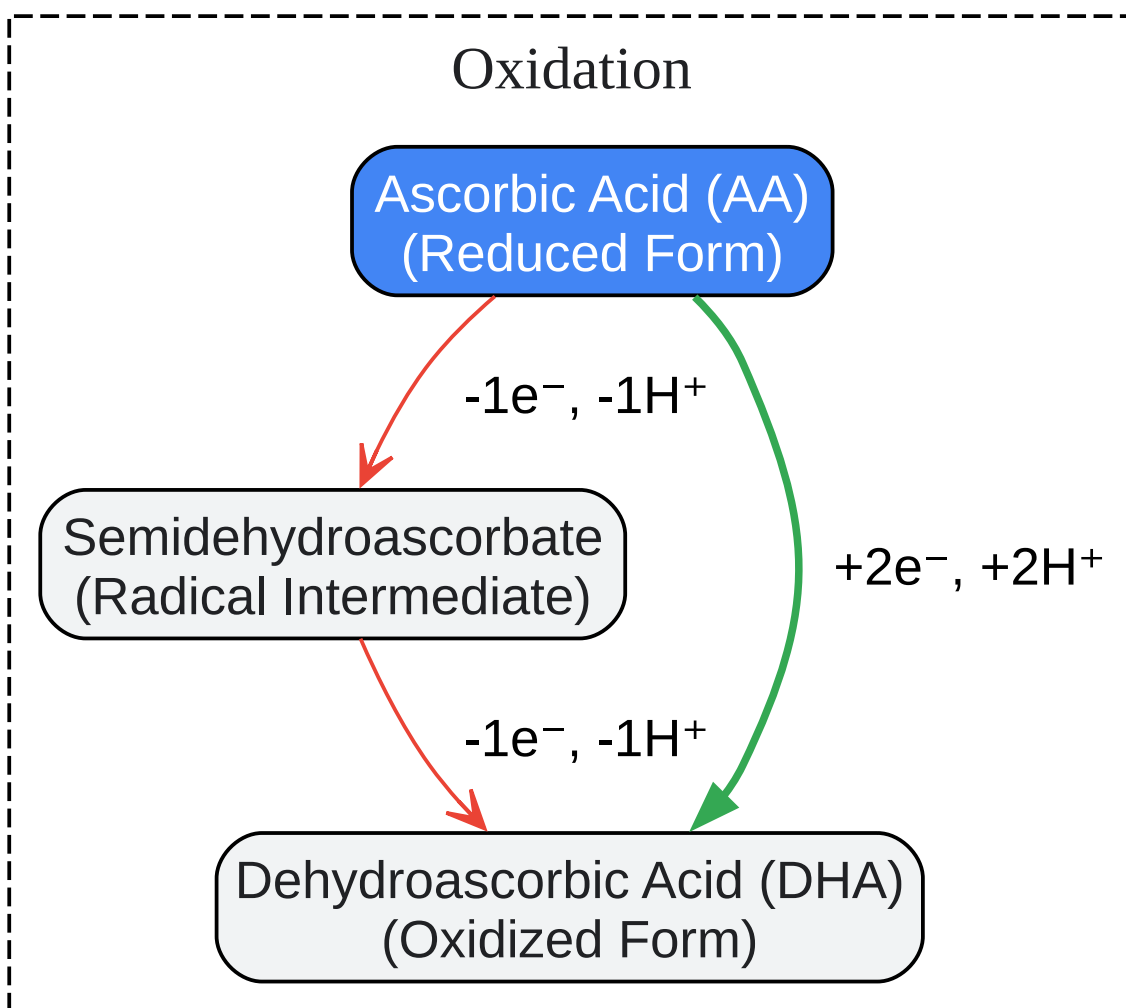 Oxidation
Ascorbic Acid (AA)
(Reduced Form)
-1e⁻, -1H⁺
Semidehydroascorbate
(Radical Intermediate)
+2e⁻, +2H⁺
-1e⁻, -1H⁺
Dehydroascorbic Acid (DHA)
(Oxidized Form)